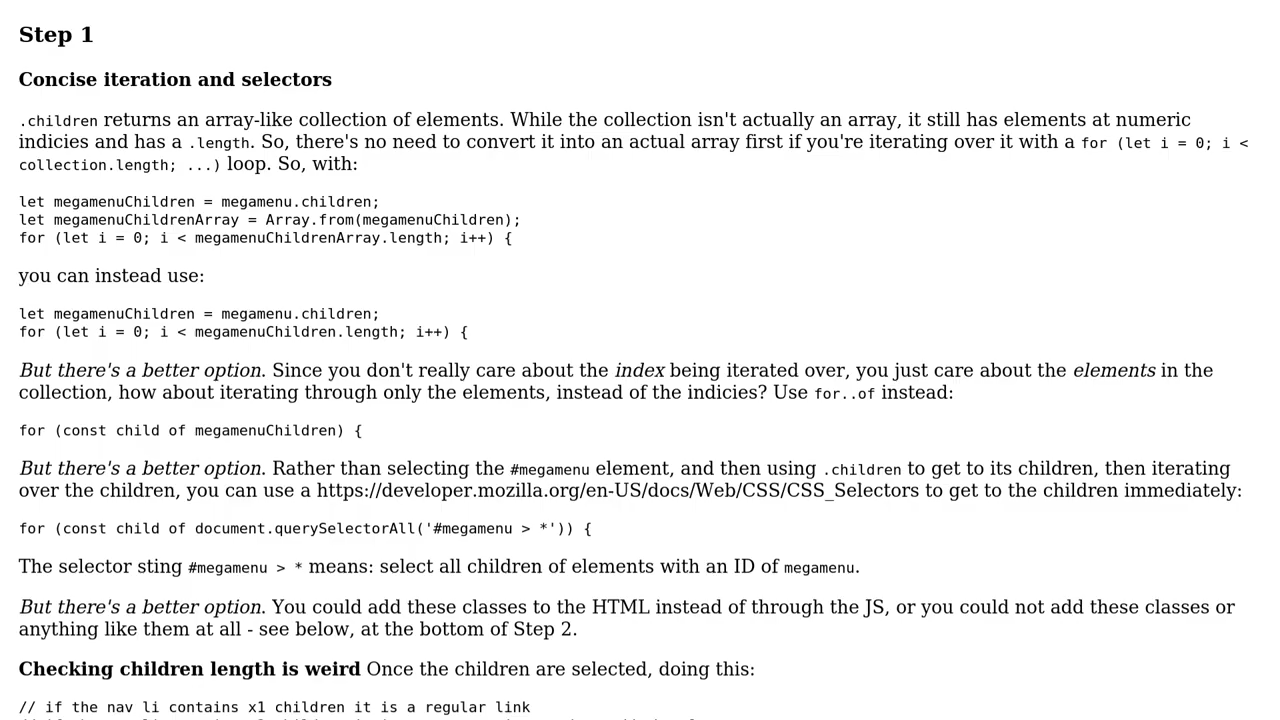 Step 1
Concise iteration and selectors
.children returns an array-like collection of elements. While the collection isn't actually an array, it still has elements at numeric
indicies and has a .length. So, there's no need to convert it into an actual array first if you're iterating over it with a for (let i = 0; i <
collection.length; ...) loop. So, with:
let megamenuChildren = megamenu.children;
let megamenuChildrenArray = Array.from(megamenuChildren);
for (let i = 0; i < megamenuChildrenArray.length; i++) {
you can instead use:
let megamenuChildren = megamenu.children;
for (let i = 0; i < megamenuChildren.length; i++) {
But there's a better option. Since you don't really care about the index being iterated over, you just care about the elements in the
collection, how about iterating through only the elements, instead of the indicies? Use for..of instead:
for (const child of megamenuChildren) {
But there's a better option. Rather than selecting the #megamenu element, and then using .children to get to its children, then iterating
over the children, you can use a https://developer.mozilla.org/en-US/docs/Web/CSS/CSS_Selectors to get to the children immediately:
for (const child of document.querySelectorAll('#megamenu > *')) {
The selector sting #megamenu > * means: select all children of elements with an ID of megamenu.
But there's a better option. You could add these classes to the HTML instead of through the JS, or you could not add these classes or
anything like them at all - see below, at the bottom of Step 2.
Checking children length is weird Once the children are selected, doing this:
// if the nav li contains x1 children it is a regular link